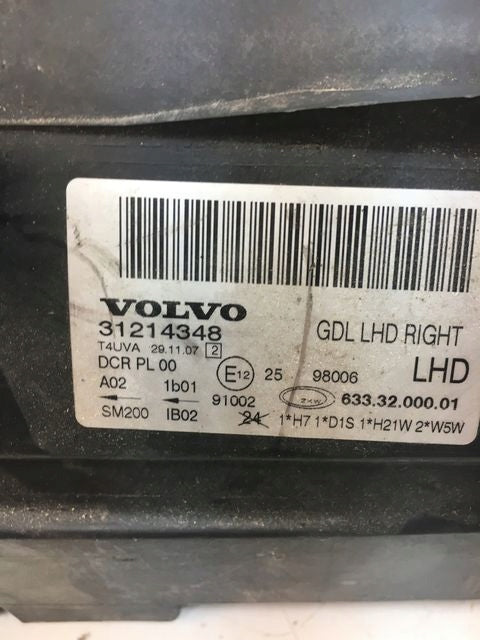 VOLVO
31214348 GDL LHD RIGHT
T4UVA 29.11.07 2
DCR PL 00 E12 25 98006 LHD
A02 1b01 91002 ZKW 633.32.000.01
SM200 IB02 24 1*H7 1*D1S 1*H21W 2*W5W